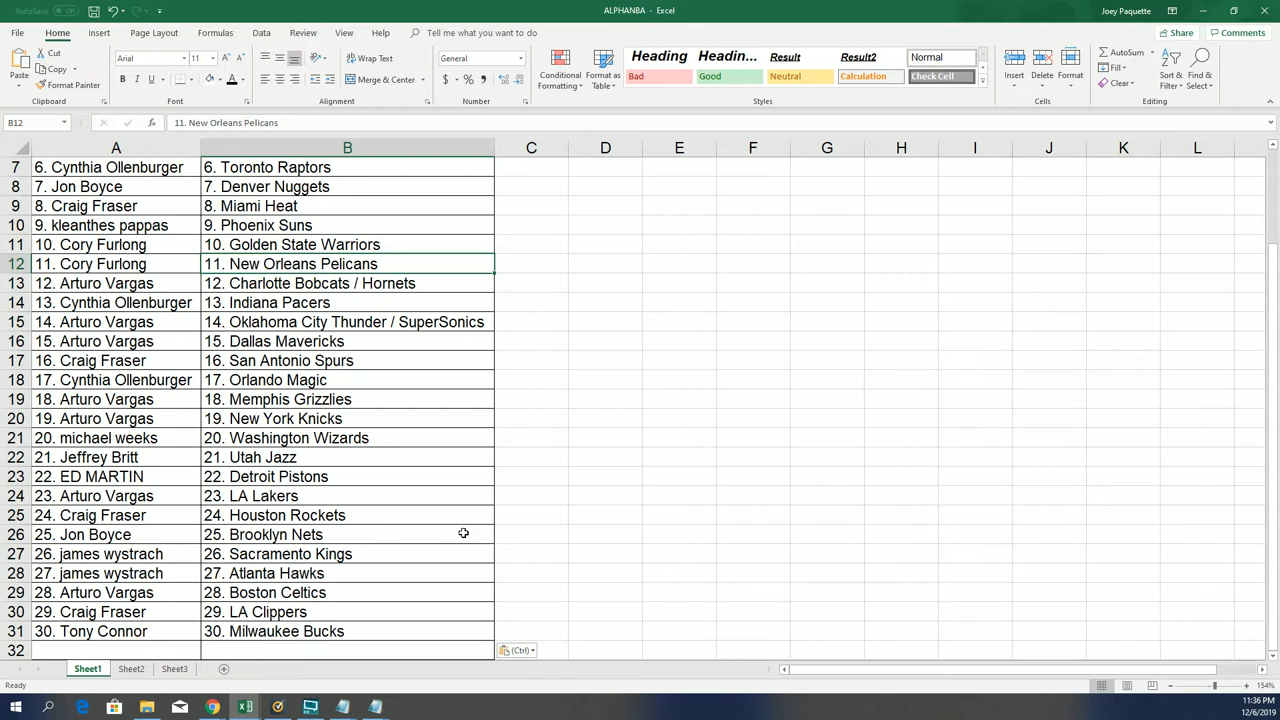 AutoSave Off
ALPHANBA - Excel
Joey Paquette
File Home Insert Page Layout Formulas Data Review View Help Tell me what you want to do
Share Comments
Paste
Cut
Copy
Format Painter
Clipboard
Arial 11
B I U
Font
Wrap Text
Merge & Center
Alignment
General
$ % ,
Number
Conditional Formatting
Format as Table
Heading Headin... Result Result2 Normal
Bad Good Neutral Calculation Check Cell
Styles
Insert Delete Format
Cells
AutoSum
Fill
Clear
Sort & Filter
Find & Select
Editing
B12 fx 11. New Orleans Pelicans
A B C D E F G H I J K L
7 6. Cynthia Ollenburger 6. Toronto Raptors
8 7. Jon Boyce 7. Denver Nuggets
9 8. Craig Fraser 8. Miami Heat
10 9. kleanthes pappas 9. Phoenix Suns
11 10. Cory Furlong 10. Golden State Warriors
12 11. Cory Furlong 11. New Orleans Pelicans
13 12. Arturo Vargas 12. Charlotte Bobcats / Hornets
14 13. Cynthia Ollenburger 13. Indiana Pacers
15 14. Arturo Vargas 14. Oklahoma City Thunder / SuperSonics
16 15. Arturo Vargas 15. Dallas Mavericks
17 16. Craig Fraser 16. San Antonio Spurs
18 17. Cynthia Ollenburger 17. Orlando Magic
19 18. Arturo Vargas 18. Memphis Grizzlies
20 19. Arturo Vargas 19. New York Knicks
21 20. michael weeks 20. Washington Wizards
22 21. Jeffrey Britt 21. Utah Jazz
23 22. ED MARTIN 22. Detroit Pistons
24 23. Arturo Vargas 23. LA Lakers
25 24. Craig Fraser 24. Houston Rockets
26 25. Jon Boyce 25. Brooklyn Nets
27 26. james wystrach 26. Sacramento Kings
28 27. james wystrach 27. Atlanta Hawks
29 28. Arturo Vargas 28. Boston Celtics
30 29. Craig Fraser 29. LA Clippers
31 30. Tony Connor 30. Milwaukee Bucks
32
(Ctrl)
Sheet1 Sheet2 Sheet3
Ready
154%
11:36 PM
12/6/2019